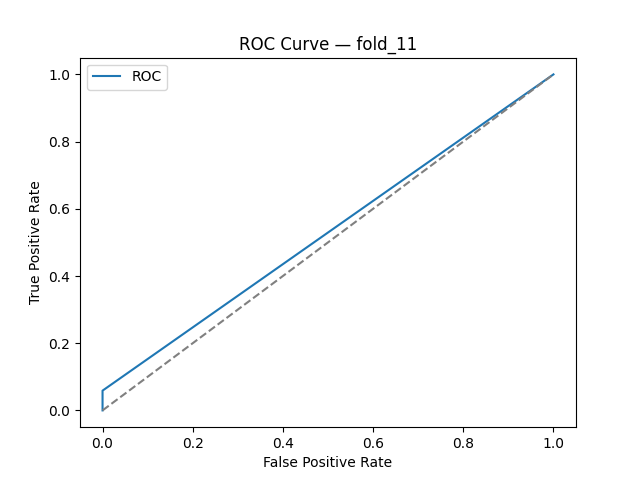 ROC Curve — fold_11
ROC
1.0
0.8
0.6
0.4
0.2
0.0
True Positive Rate
0.0 0.2 0.4 0.6 0.8 1.0
False Positive Rate